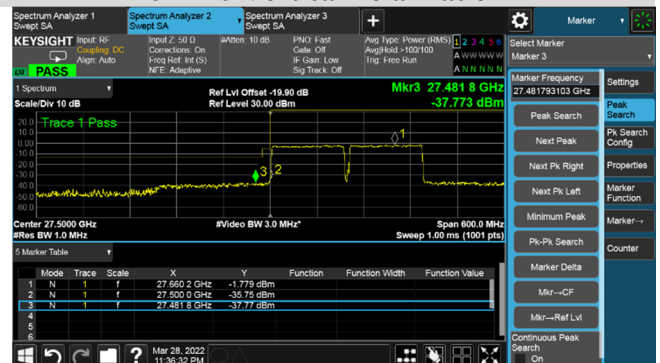 Spectrum Analyzer 1
Swept SA
Spectrum Analyzer 2
Swept SA
Spectrum Analyzer 3
Swept SA
Marker
KEYSIGHT
Input: RF
Coupling: DC
Align: Auto
Input Z: 50 Ω
Corrections: On
Freq Ref: Int (S)
NFE: Adaptive
#Atten: 10 dB
PNO: Fast
Gate: Off
IF Gain: Low
Sig Track: Off
Avg Type: Power (RMS)
Avg|Hold:>100/100
Trig: Free Run
1 2 3 4 5 6
A W W W W W
A N N N N N
PASS
Select Marker
Marker 3
1 Spectrum
Scale/Div 10 dB
Ref Lvl Offset -19.90 dB
Ref Level 30.00 dBm
Mkr3 27.481 8 GHz
-37.773 dBm
Trace 1 Pass
20.0
10.0
0.00
-10.0
-20.0
-30.0
-40.0
-50.0
-60.0
1
3
2
Center 27.5000 GHz
#Res BW 1.0 MHz
#Video BW 3.0 MHz*
Span 600.0 MHz
Sweep 1.00 ms (1001 pts)
5 Marker Table
Mode Trace Scale X Y Function Function Width Function Value
1 N 1 f 27.660 2 GHz -1.779 dBm
2 N 1 f 27.500 0 GHz -35.75 dBm
3 N 1 f 27.481 8 GHz -37.77 dBm
4
5
6
Mar 28, 2022
11:36:32 PM
Marker Frequency
27.481793103 GHz
Peak Search
Next Peak
Next Pk Right
Next Pk Left
Minimum Peak
Pk-Pk Search
Marker Delta
Mkr→CF
Mkr→Ref Lvl
Continuous Peak
Search
On
Settings
Peak
Search
Pk Search
Config
Properties
Marker
Function
Marker→
Counter